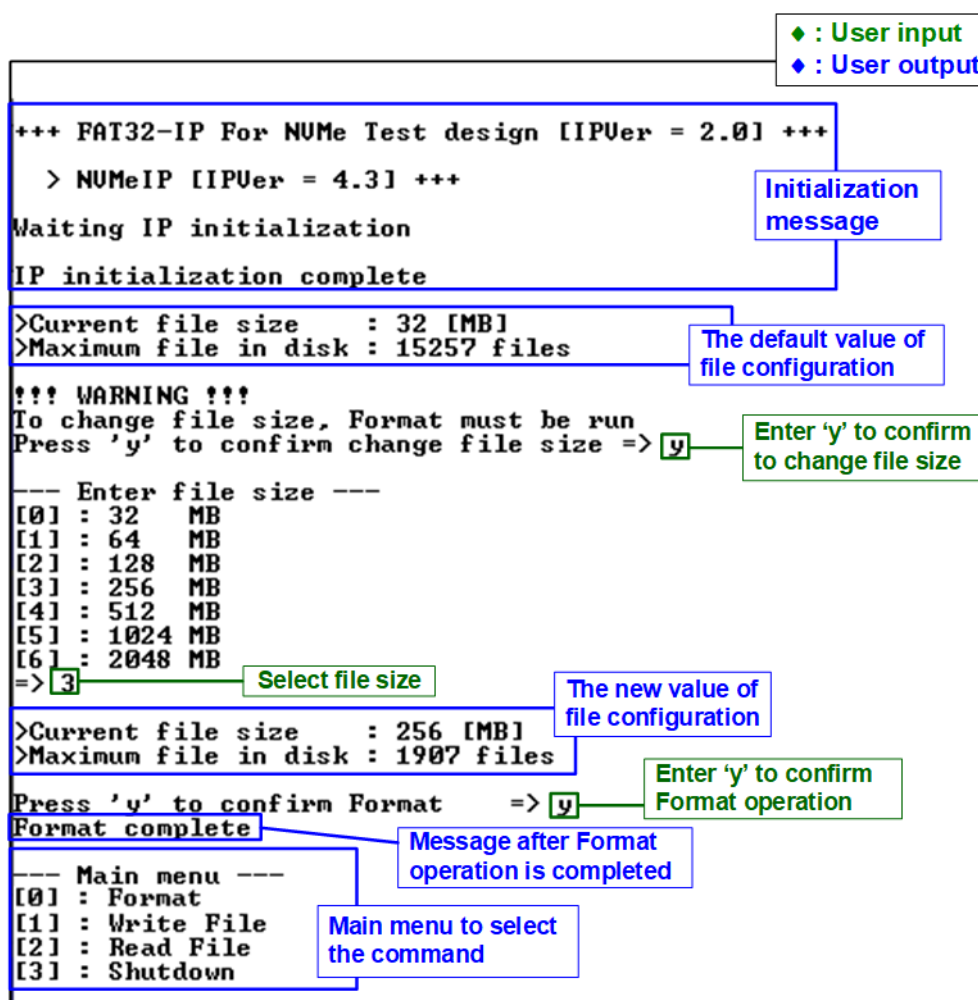 ♦ : User input
♦ : User output
+++ FAT32-IP For NVMe Test design [IPVer = 2.0] +++
> NVMeIP [IPVer = 4.3] +++
Initialization
message
Waiting IP initialization
IP initialization complete
>Current file size : 32 [MB]
>Maximum file in disk : 15257 files
The default value of
file configuration
!!! WARNING !!!
To change file size, Format must be run
Press 'y' to confirm change file size => y
Enter ‘y’ to confirm
to change file size
--- Enter file size ---
[0] : 32 MB
[1] : 64 MB
[2] : 128 MB
[3] : 256 MB
[4] : 512 MB
[5] : 1024 MB
[6] : 2048 MB
=> 3
Select file size
The new value of
file configuration
>Current file size : 256 [MB]
>Maximum file in disk : 1907 files
Enter ‘y’ to confirm
Format operation
Press 'y' to confirm Format => y
Format complete
Message after Format
operation is completed
--- Main menu ---
[0] : Format
[1] : Write File
[2] : Read File
[3] : Shutdown
Main menu to select
the command